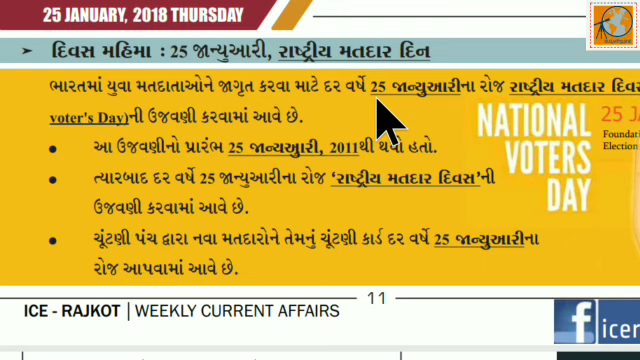 25 JANUARY, 2018 THURSDAY
➢ દિવસ મહિમા : 25 જાન્યુઆરી, રાષ્ટ્રીય મતદાર દિન
ભારતમાં યુવા મતદાતાઓને જાગૃત કરવા માટે દર વર્ષે 25 જાન્યુઆરીના રોજ રાષ્ટ્રીય મતદાર દિવસ
voter's Day)ની ઉજવણી કરવામાં આવે છે.
• આ ઉજવણીનો પ્રારંભ 25 જાન્યઆુરી, 2011થી થયો હતો.
• ત્યારબાદ દર વર્ષે 25 જાન્યુઆરીના રોજ ‘રાષ્ટ્રીય મતદાર દિવસ’ની
ઉજવણી કરવામાં આવે છે.
• ચૂંટણી પંચ દ્વારા નવા મતદારોને તેમનું ચૂંટણી કાર્ડ દર વર્ષે 25 જાન્યુઆરીના
રોજ આપવામાં આવે છે.
NATIONAL
VOTERS
DAY
25 JA
Foundati
Election
11
ICE - RAJKOT | WEEKLY CURRENT AFFAIRS
f icer